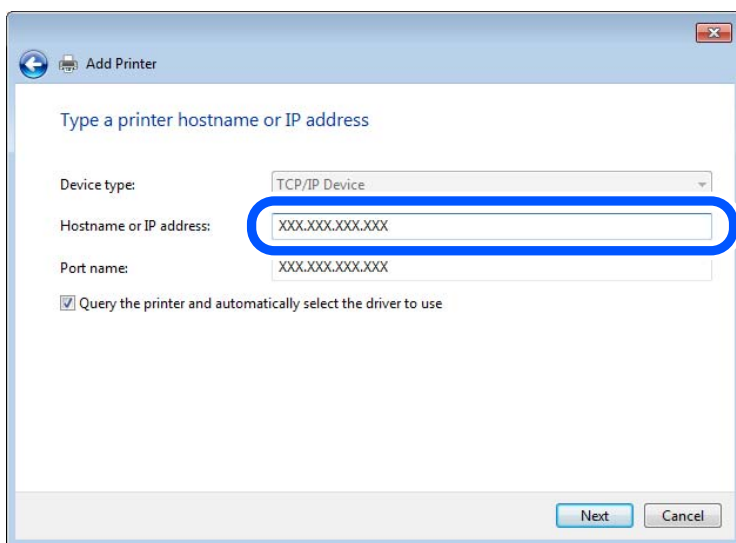 Add Printer
Type a printer hostname or IP address
Device type: TCP/IP Device
Hostname or IP address: XXX.XXX.XXX.XXX
Port name: XXX.XXX.XXX.XXX
Query the printer and automatically select the driver to use
Next Cancel